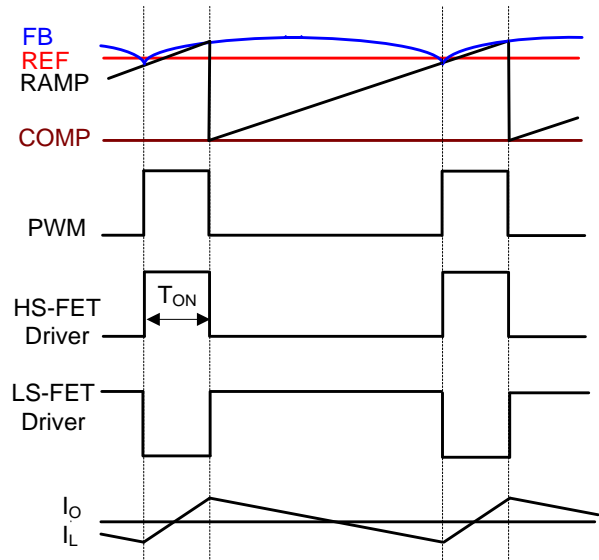 FB
REF
RAMP
COMP
PWM
TON
HS-FET
Driver
LS-FET
Driver
IO
IL